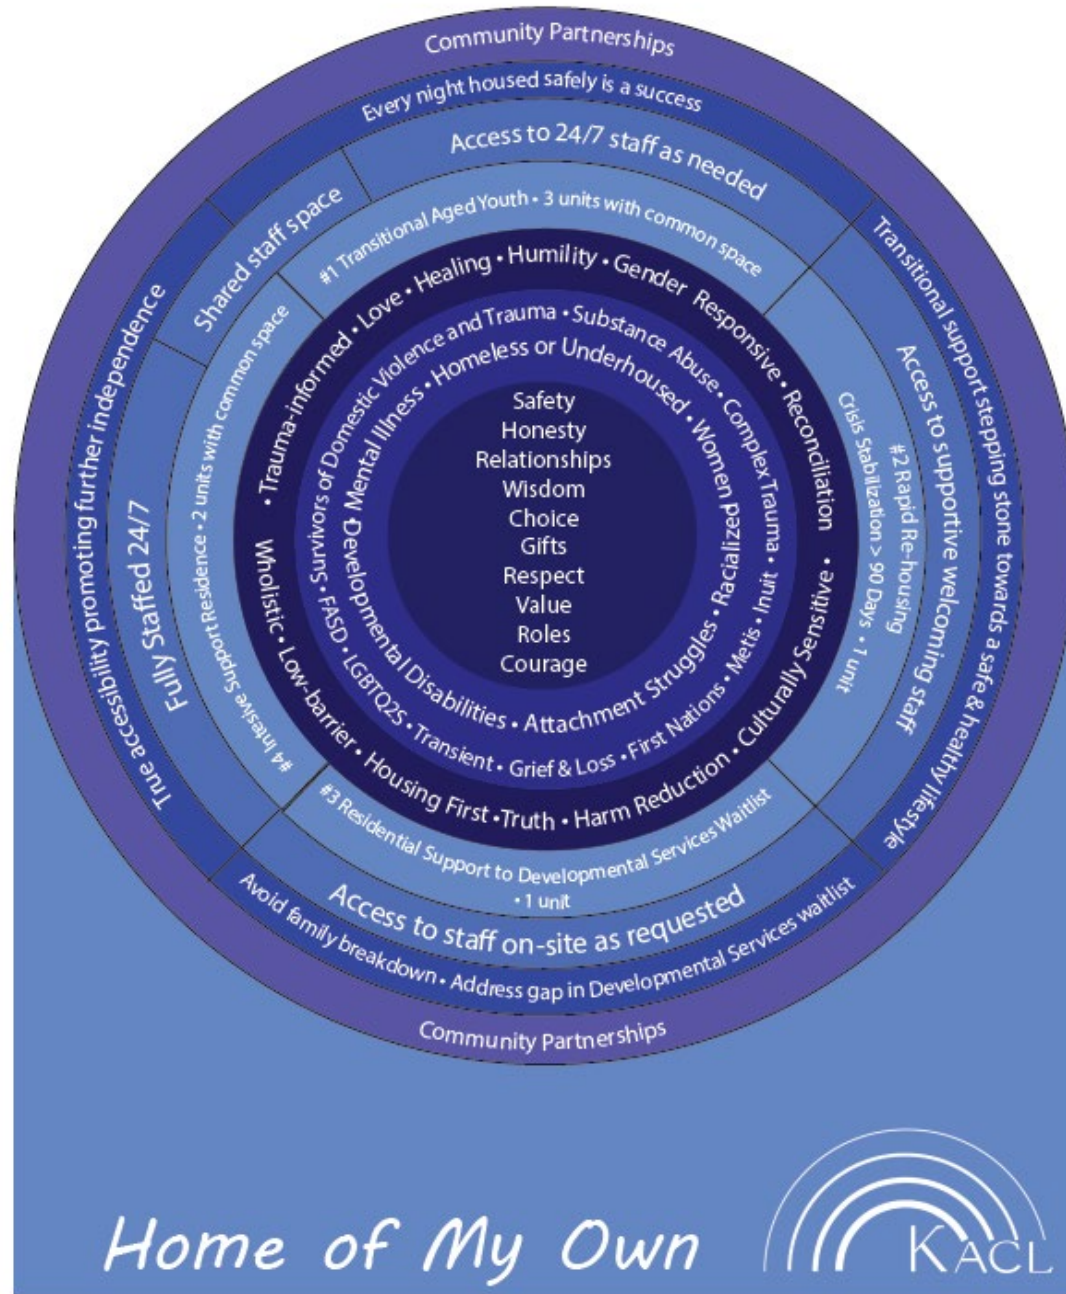 Community Partnerships
Every night housed safely is a success
Transitional support stepping stone towards a safe & healthy lifestyle
Avoid family breakdown • Address gap in Developmental Services waitlist
True accessibility promoting further independence
Access to 24/7 staff as needed
Access to supportive welcoming staff
Access to staff on-site as requested
Fully Staffed 24/7
Shared staff space
#1 Transitional Aged Youth • 3 units with common space
#2 Rapid Re-housing
Crisis Stabilization > 90 Days • 1 unit
#3 Residential Support to Developmental Services Waitlist
• 1 unit
#4 Intesive Support Residence • 2 units with common space
• Trauma-informed • Love • Healing • Humility • Gender Responsive • Reconciliation
Wholistic • Low-barrier • Housing First •Truth • Harm Reduction • Culturally Sensitive •
• Survivors of Domestic Violence and Trauma • Substance Abuse • Complex Trauma •
FASD • LGBTQ2S • Transient • Grief & Loss • First Nations • Metis • Inuit
• Mental Illness • Homeless or Underhoused • Women
Developmental Disabilities • Attachment Struggles • Racialized
Safety
Honesty
Relationships
Wisdom
Choice
Gifts
Respect
Value
Roles
Courage
Community Partnerships
Home of My Own
KACL